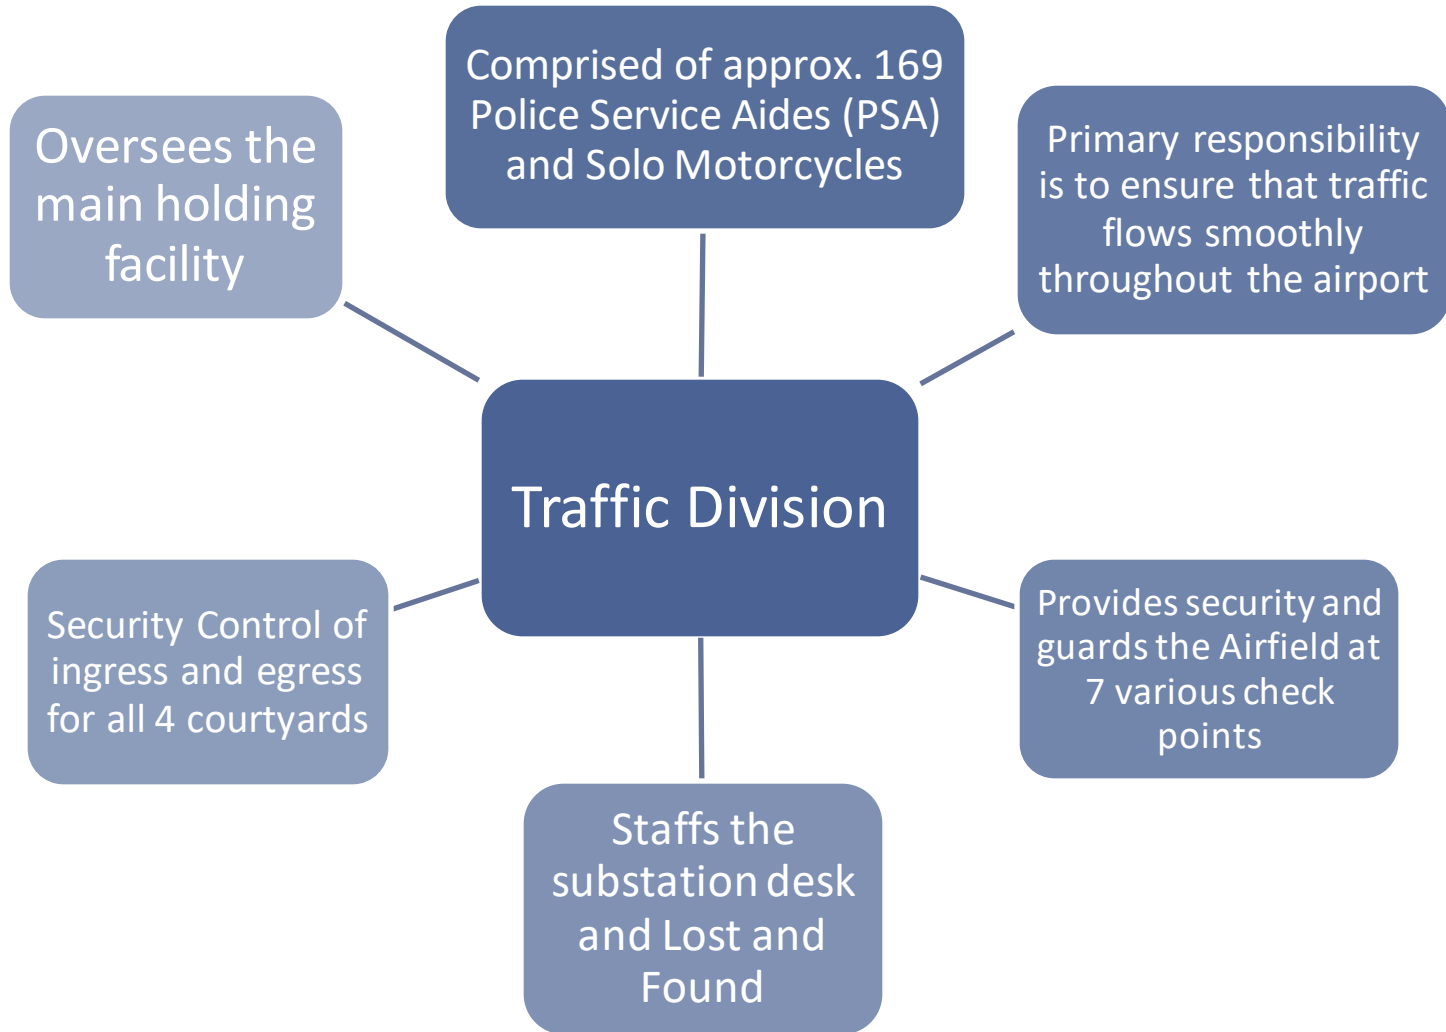 Comprised of approx. 169
Police Service Aides (PSA)
and Solo Motorcycles
Oversees the
main holding
facility
Primary responsibility
is to ensure that traffic
flows smoothly
throughout the airport
Traffic Division
Security Control of
ingress and egress
for all 4 courtyards
Provides security and
guards the Airfield at
7 various check
points
Staffs the
substation desk
and Lost and
Found